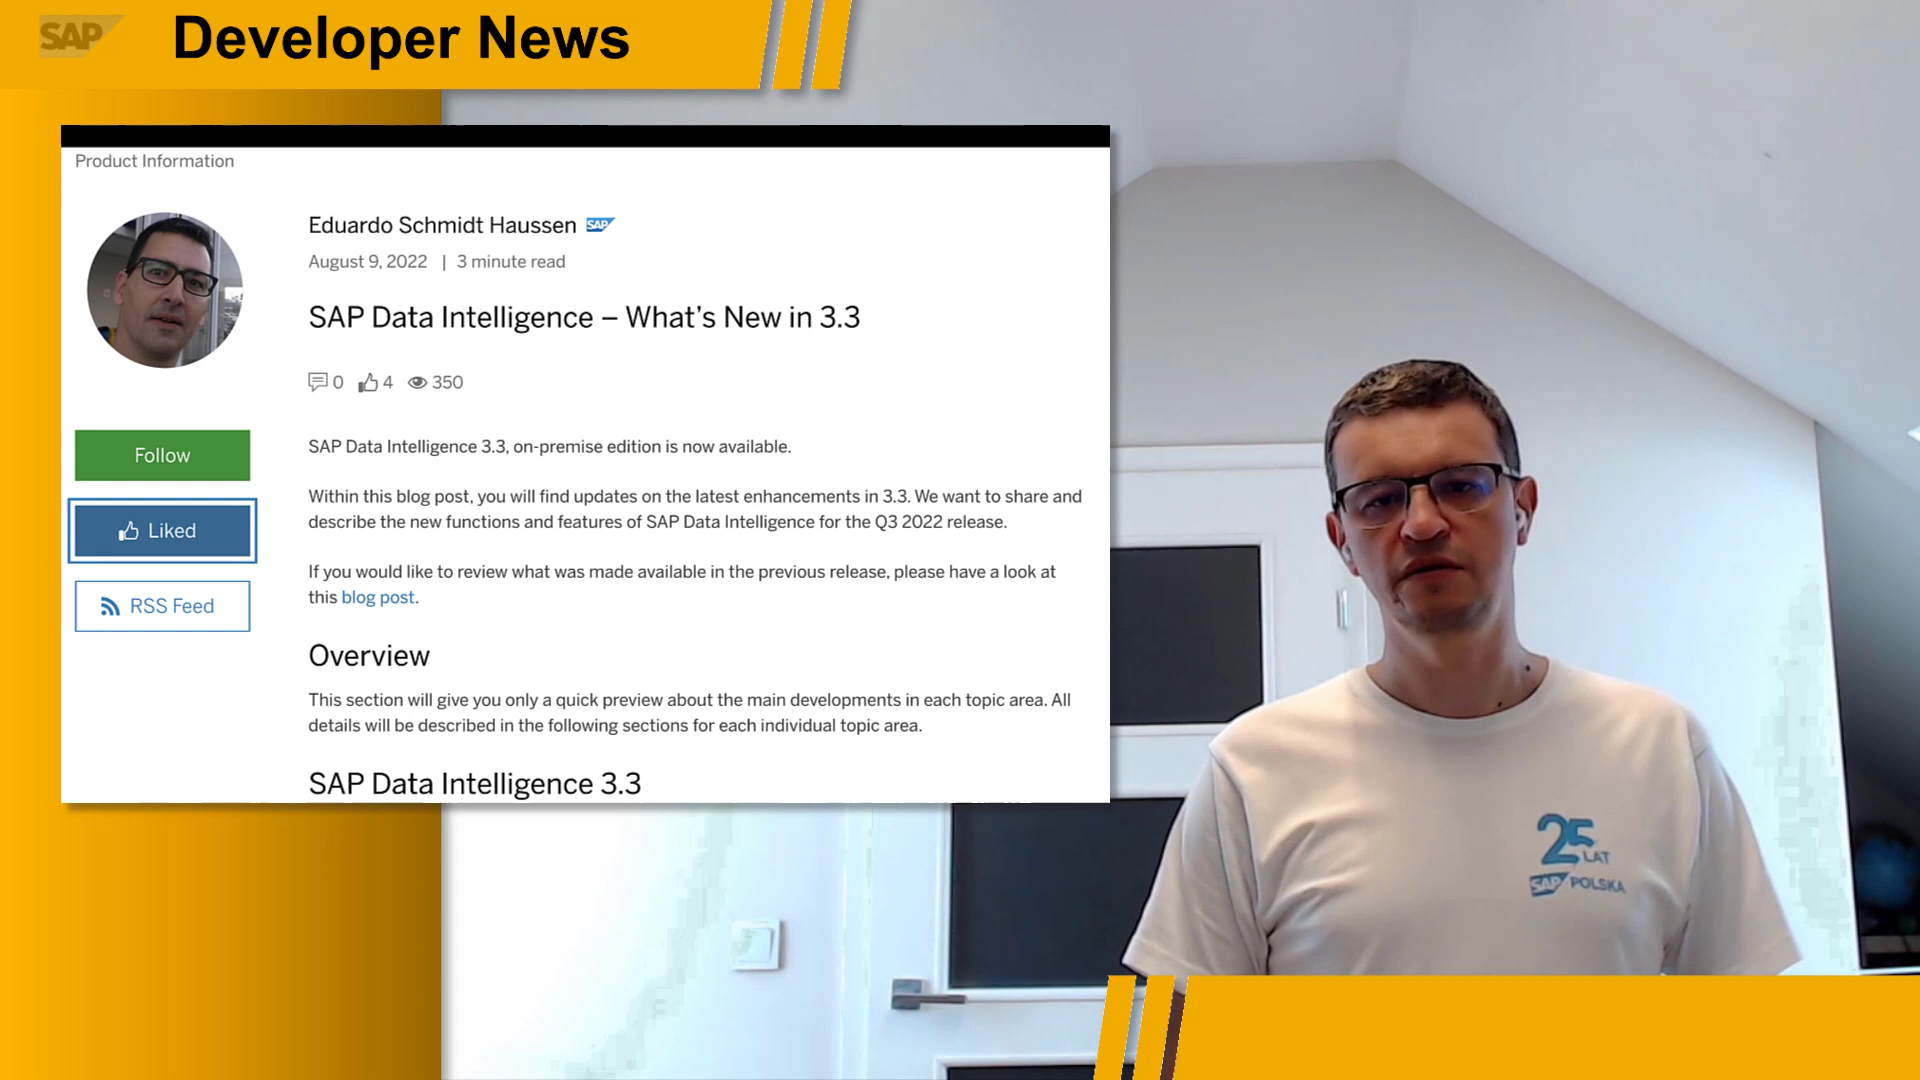 SAP
Developer News
Product Information
Eduardo Schmidt Haussen SAP
August 9, 2022 | 3 minute read
SAP Data Intelligence – What's New in 3.3
0 4 350
Follow
Liked
RSS Feed
SAP Data Intelligence 3.3, on-premise edition is now available.
Within this blog post, you will find updates on the latest enhancements in 3.3. We want to share and
describe the new functions and features of SAP Data Intelligence for the Q3 2022 release.
If you would like to review what was made available in the previous release, please have a look at
this blog post.
Overview
This section will give you only a quick preview about the main developments in each topic area. All
details will be described in the following sections for each individual topic area.
SAP Data Intelligence 3.3
25
LAT
SAP POLSKA